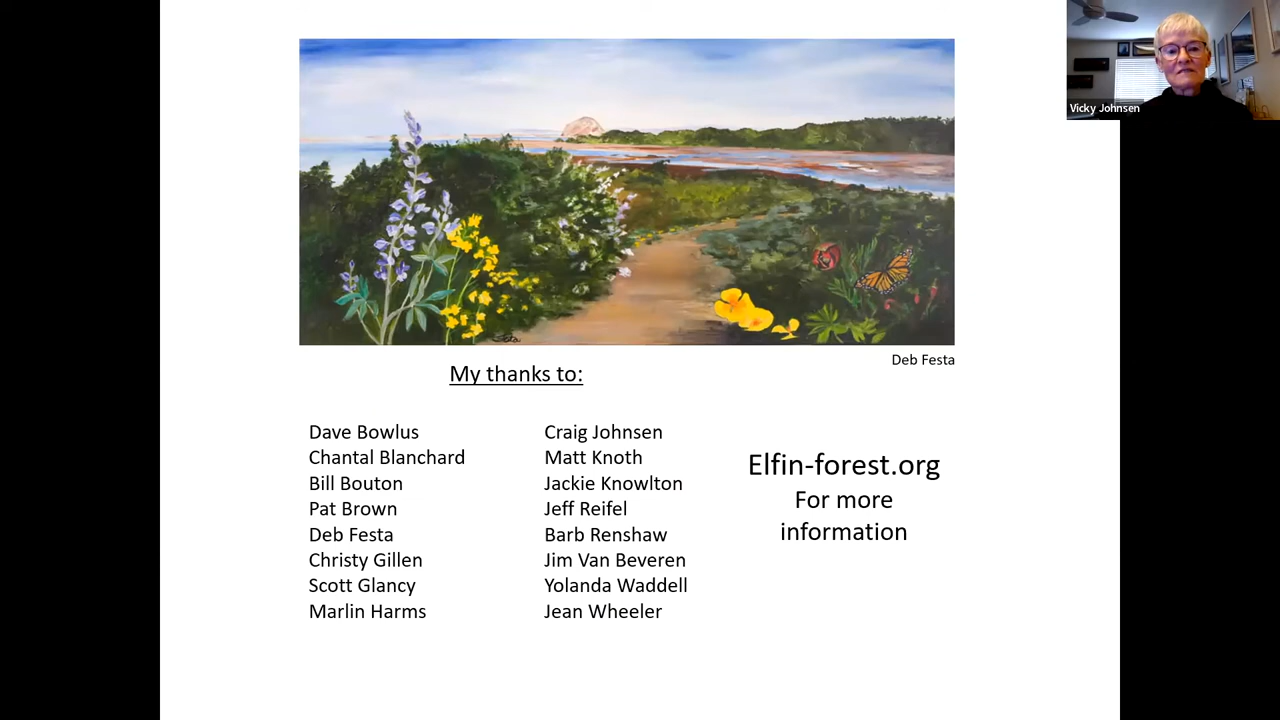 Vicky Johnsen
Deb Festa
My thanks to:
Dave Bowlus
Chantal Blanchard
Bill Bouton
Pat Brown
Deb Festa
Christy Gillen
Scott Glancy
Marlin Harms
Craig Johnsen
Matt Knoth
Jackie Knowlton
Jeff Reifel
Barb Renshaw
Jim Van Beveren
Yolanda Waddell
Jean Wheeler
Elfin-forest.org
For more
information